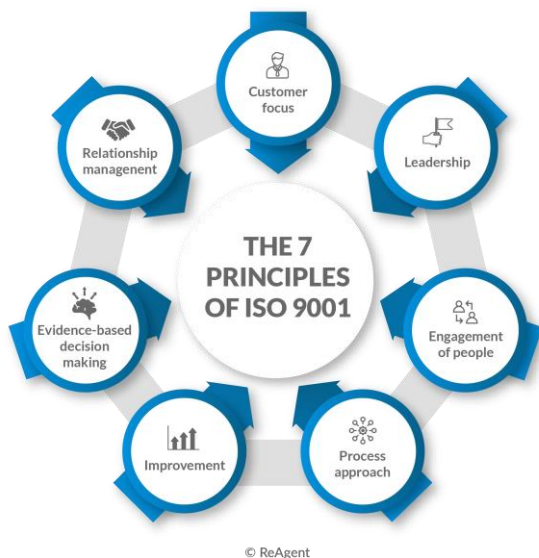 Customer
focus
Leadership
Engagement
of people
Process
approach
Improvement
Evidence-based
decision
making
Relationship
managenent
THE 7
PRINCIPLES
OF ISO 9001
© ReAgent